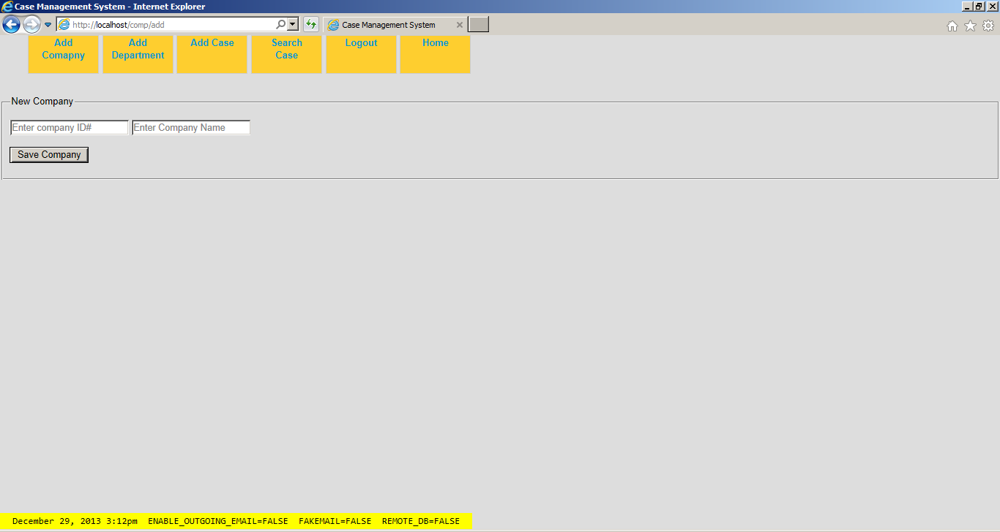 Case Management System - Internet Explorer
http://localhost/comp/add
Case Management System
Add Comapny
Add Department
Add Case
Search Case
Logout
Home
New Company
Enter company ID# Enter Company Name
Save Company
December 29, 2013 3:12pm ENABLE_OUTGOING_EMAIL=FALSE FAKEMAIL=FALSE REMOTE_DB=FALSE